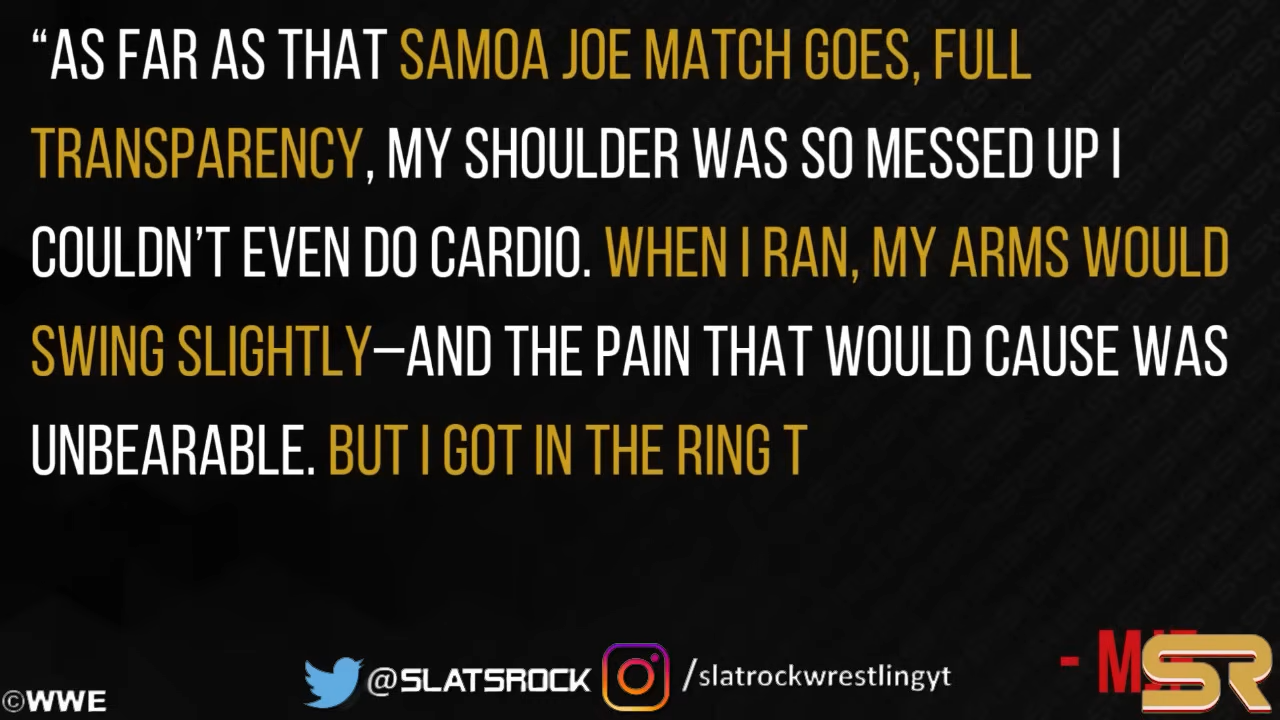 “AS FAR AS THAT SAMOA JOE MATCH GOES, FULL
TRANSPARENCY, MY SHOULDER WAS SO MESSED UP I
COULDN’T EVEN DO CARDIO. WHEN I RAN, MY ARMS WOULD
SWING SLIGHTLY–AND THE PAIN THAT WOULD CAUSE WAS
UNBEARABLE. BUT I GOT IN THE RING T
-
SR
@SLATSROCK /slatrockwrestlingyt
©WWE